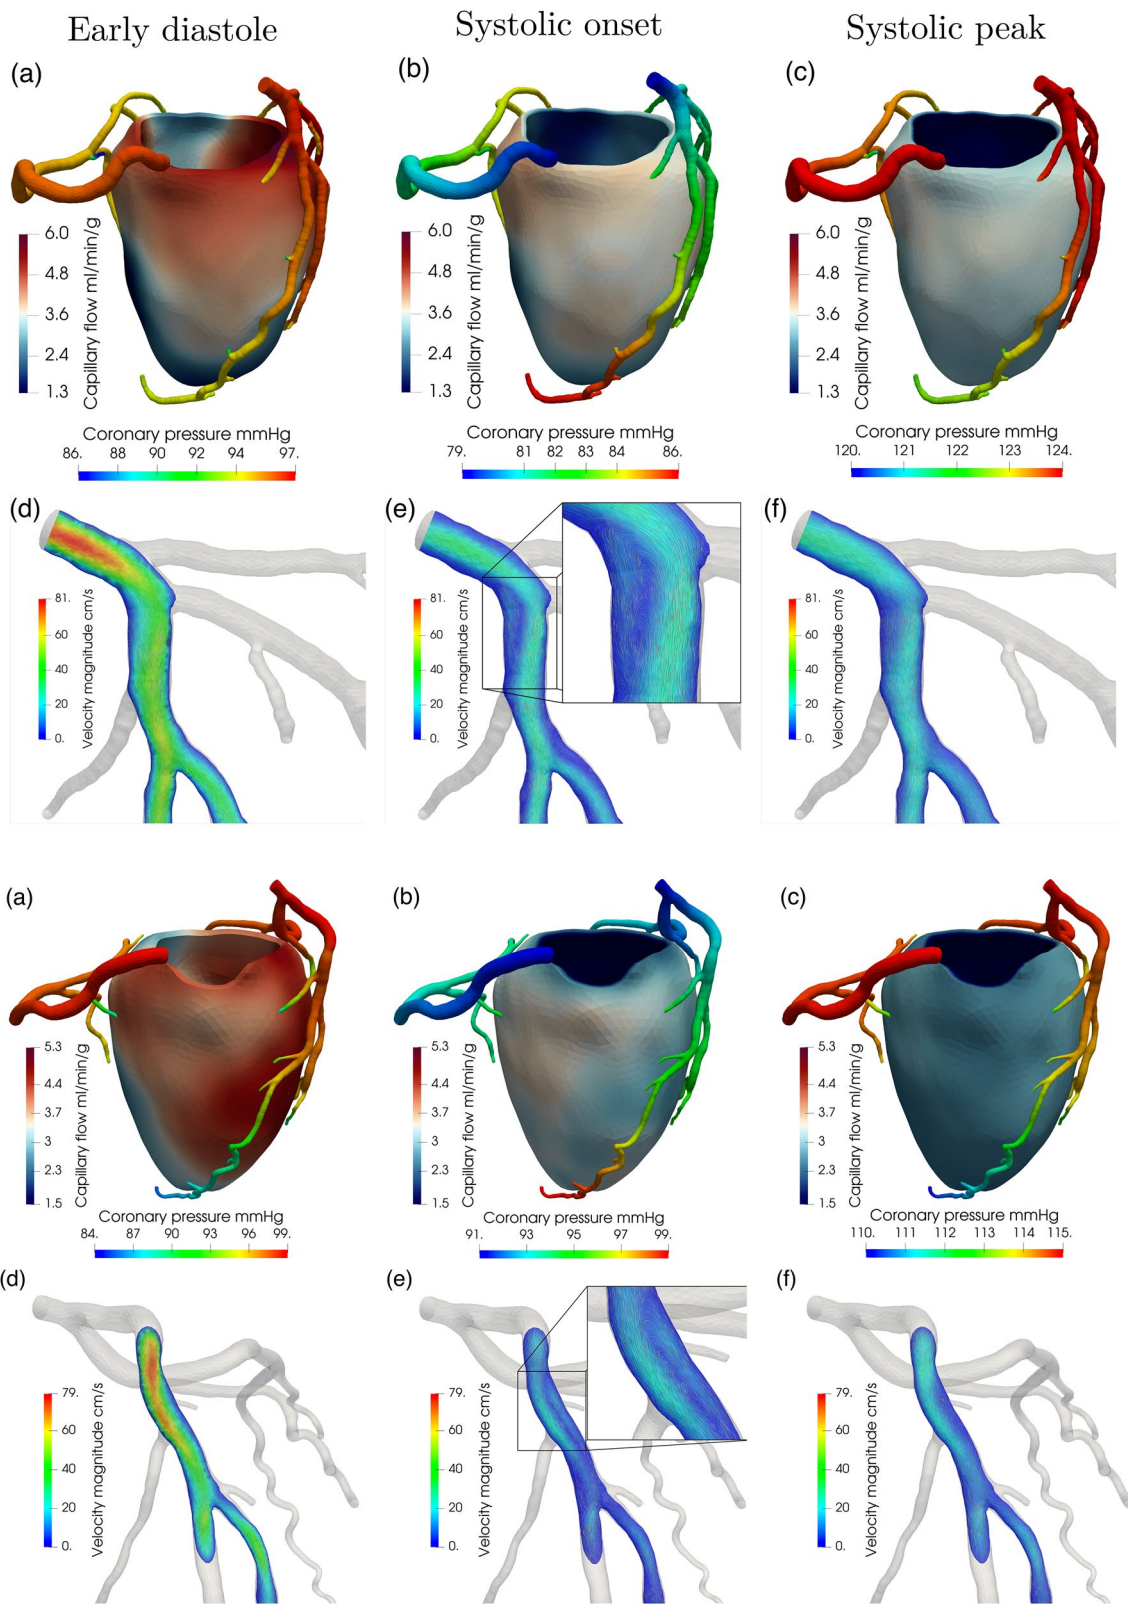 Early diastole
Systolic onset
Systolic peak
(a)
(b)
(c)
6.0
4.8
3.6
2.4
1.3
Capillary flow ml/min/g
6.0
4.8
3.6
2.4
1.3
Capillary flow ml/min/g
6.0
4.8
3.6
2.4
1.3
Capillary flow ml/min/g
Coronary pressure mmHg
86. 88 90 92 94 97.
Coronary pressure mmHg
79. 81 82 83 84 86.
Coronary pressure mmHg
120. 121 122 123 124.
(d)
(e)
(f)
81.
60
40
20
0.
Velocity magnitude cm/s
81.
60
40
20
0.
Velocity magnitude cm/s
81.
60
40
20
0.
Velocity magnitude cm/s
(a)
(b)
(c)
5.3
4.4
3.7
3
2.3
1.5
Capillary flow ml/min/g
5.3
4.4
3.7
3
2.3
1.5
Capillary flow ml/min/g
5.3
4.4
3.7
3
2.3
1.5
Capillary flow ml/min/g
Coronary pressure mmHg
84. 87 90 93 96 99.
Coronary pressure mmHg
91. 93 95 97 99.
Coronary pressure mmHg
110. 111 112 113 114 115.
(d)
(e)
(f)
79.
60
40
20
0.
Velocity magnitude cm/s
79.
60
40
20
0.
Velocity magnitude cm/s
79.
60
40
20
0.
Velocity magnitude cm/s